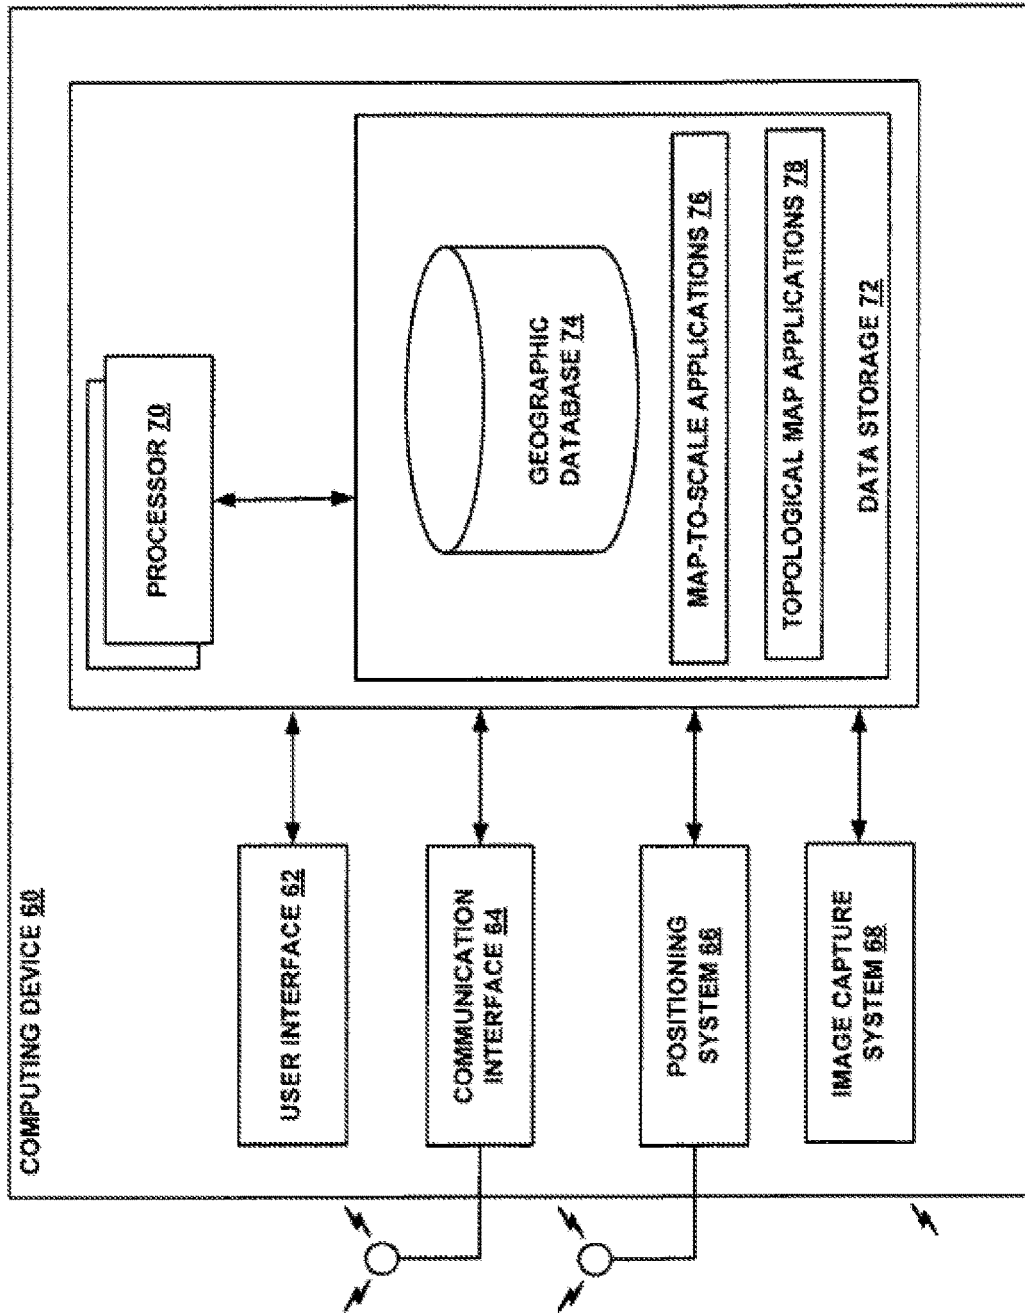 COMPUTING DEVICE 60
USER INTERFACE 62
COMMUNICATION
INTERFACE 64
POSITIONING
SYSTEM 66
IMAGE CAPTURE
SYSTEM 68
PROCESSOR 70
GEOGRAPHIC
DATABASE 74
MAP-TO-SCALE APPLICATIONS 76
TOPOLOGICAL MAP APPLICATIONS 78
DATA STORAGE 72